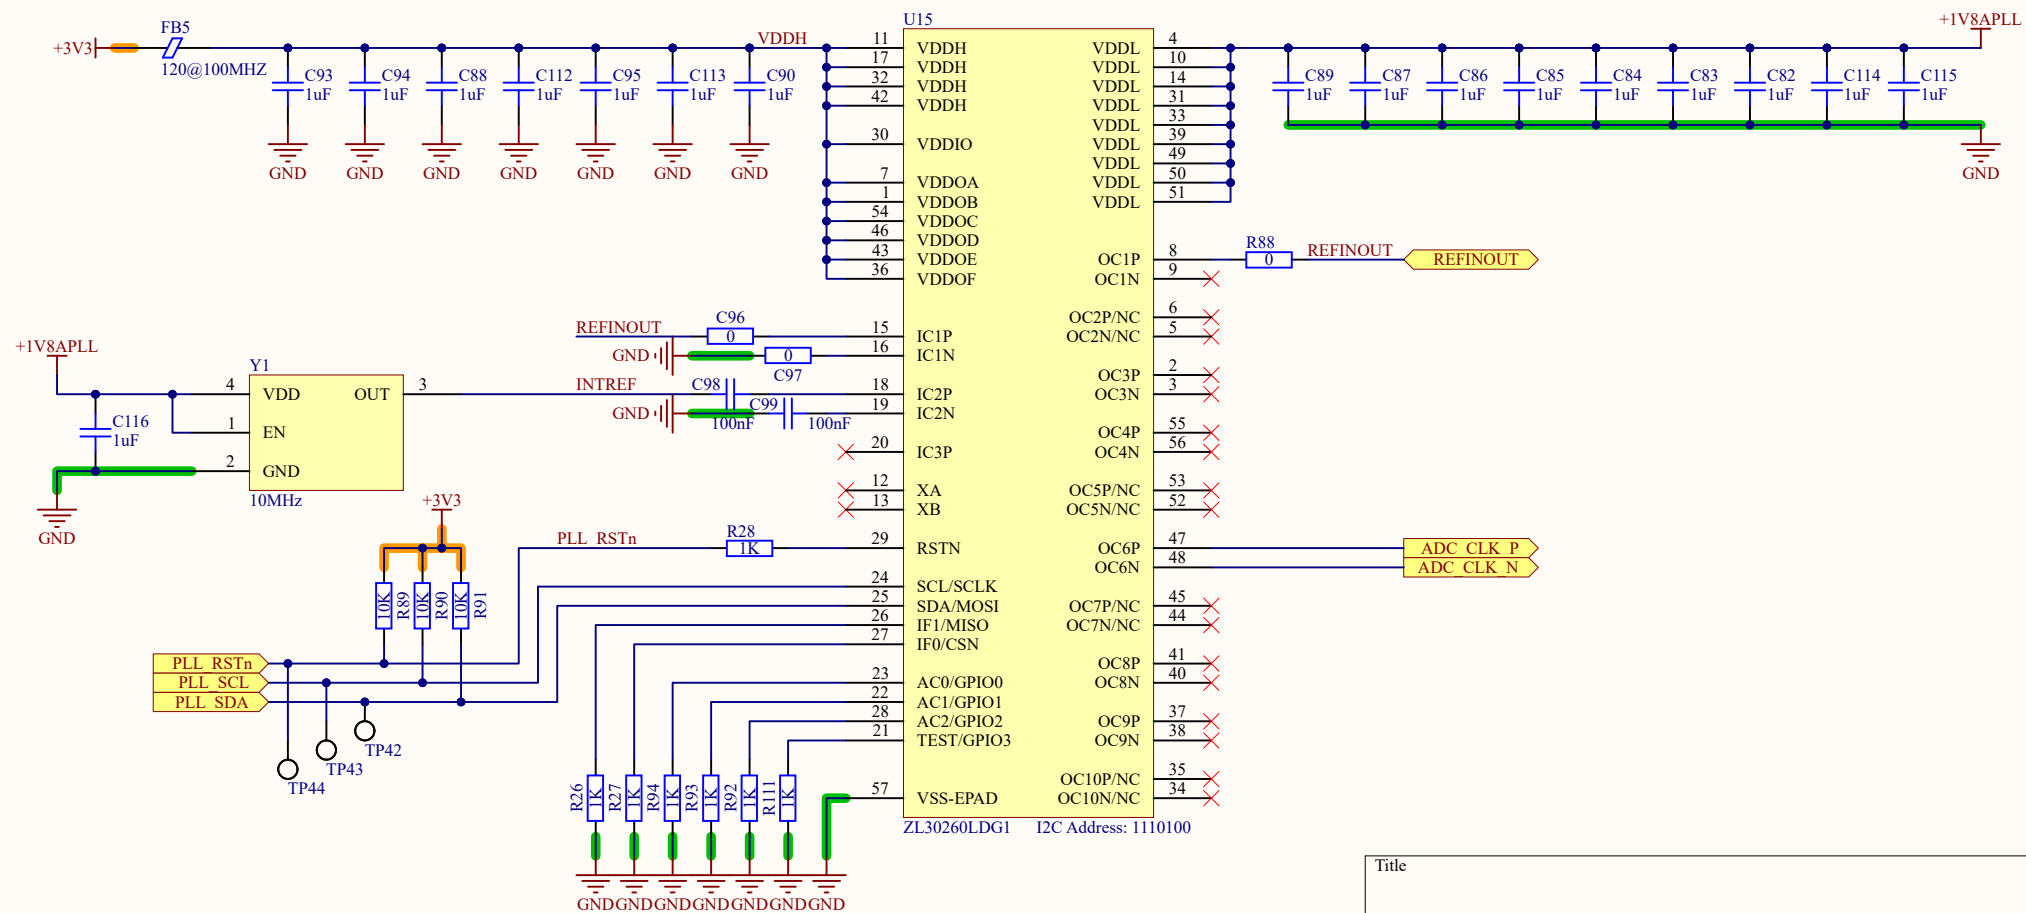 U15
+1V8APLL
FB5
+3V3
120@100MHZ
VDDH
C93 1uF
C94 1uF
C88 1uF
C112 1uF
C95 1uF
C113 1uF
C90 1uF
GND
GND
GND
GND
GND
GND
GND
C89 1uF
C87 1uF
C86 1uF
C85 1uF
C84 1uF
C83 1uF
C82 1uF
C114 1uF
C115 1uF
GND
11 VDDH
17 VDDH
32 VDDH
42 VDDH
30 VDDIO
7 VDDOA
1 VDDOB
54 VDDOC
46 VDDOD
43 VDDOE
36 VDDOF
15 IC1P
16 IC1N
18 IC2P
19 IC2N
20 IC3P
12 XA
13 XB
29 RSTN
24 SCL/SCLK
25 SDA/MOSI
26 IF1/MISO
27 IF0/CSN
23 AC0/GPIO0
22 AC1/GPIO1
28 AC2/GPIO2
21 TEST/GPIO3
57 VSS-EPAD
VDDL 4
VDDL 10
VDDL 14
VDDL 31
VDDL 33
VDDL 39
VDDL 49
VDDL 50
VDDL 51
OC1P 8
OC1N 9
OC2P/NC 6
OC2N/NC 5
OC3P 2
OC3N 3
OC4P 55
OC4N 56
OC5P/NC 53
OC5N/NC 52
OC6P 47
OC6N 48
OC7P/NC 45
OC7N/NC 44
OC8P 41
OC8N 40
OC9P 37
OC9N 38
OC10P/NC 35
OC10N/NC 34
ZL30260LDG1
I2C Address: 1110100
R88
0
REFINOUT
REFINOUT
ADC_CLK_P
ADC_CLK_N
REFINOUT
C96
0
GND
0
C97
INTREF
C98
GND
C99
100nF
100nF
+1V8APLL
Y1
4 VDD
OUT 3
1 EN
2 GND
10MHz
C116
1uF
GND
+3V3
PLL_RSTn
R28
1K
10K R89
10K R90
10K R91
PLL_RSTn
PLL_SCL
PLL_SDA
TP42
TP43
TP44
R26 1K
R27 1K
R94 1K
R93 1K
R92 1K
R111 1K
GND
GND
GND
GND
GND
GND
GND
Title